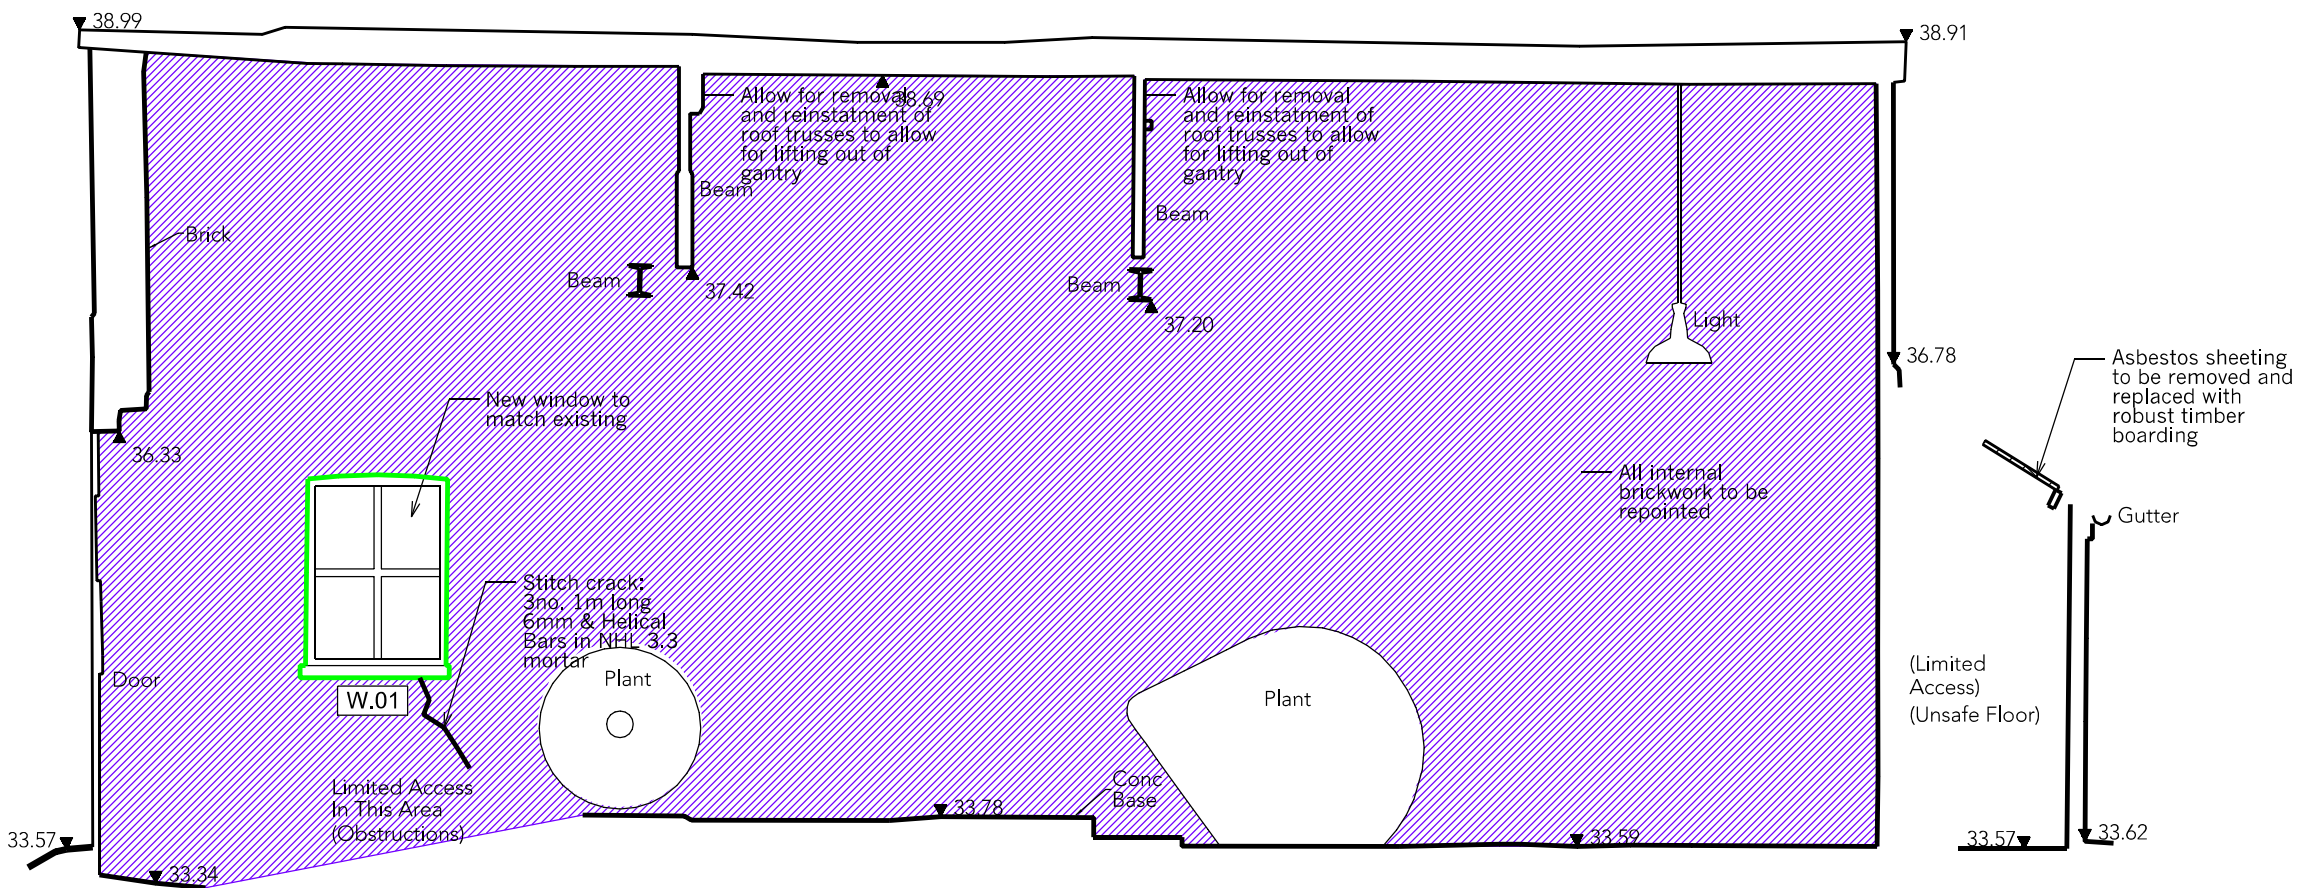 38.99
38.91
Allow for removal
and reinstatment of
roof trusses to allow
for lifting out of
gantry
38.69
Allow for removal
and reinstatment of
roof trusses to allow
for lifting out of
gantry
Beam
Beam
Brick
Beam
37.42
Beam
37.20
Light
36.78
Asbestos sheeting
to be removed and
replaced with
robust timber
boarding
New window to
match existing
36.33
All internal
brickwork to be
repointed
Gutter
Stitch crack:
3no. 1m long
6mm & Helical
Bars in NHL 3.3
mortar
Door
W.01
Plant
Plant
(Limited
Access)
(Unsafe Floor)
Limited Access
In This Area
(Obstructions)
Conc
Base
33.78
33.57
33.34
33.59
33.57
33.62